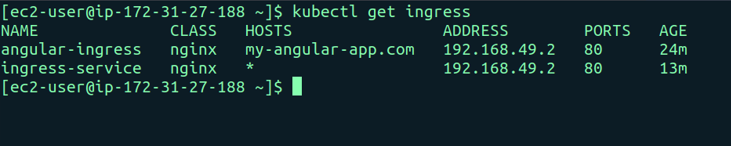 [ec2-user@ip-172-31-27-188 ~]$ kubectl get ingress
NAME              CLASS   HOSTS                ADDRESS        PORTS   AGE
angular-ingress   nginx   my-angular-app.com   192.168.49.2   80      24m
ingress-service   nginx   *                    192.168.49.2   80      13m
[ec2-user@ip-172-31-27-188 ~]$